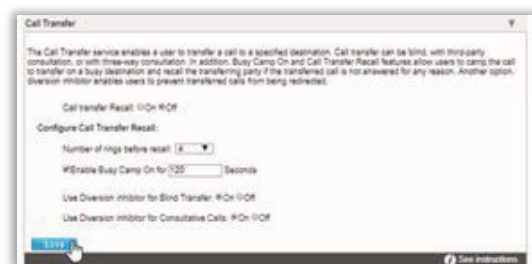 Call Transfer
The Call Transfer service enables a user to transfer a call to a specified destination. Call transfer can be blind, with third-party
consultation, or with three-way consultation. In addition, Busy Camp On and Call Transfer Recall features allow users to camp the call
to transfer on a busy destination and recall the transferring party if the transferred call is not answered for any reason. Another option,
diversion inhibitor enables users to prevent transferred calls from being redirected.
Call transfer Recall: On Off
Configure Call Transfer Recall:
Number of rings before recall: 4
Enable Busy Camp On for 120 Seconds
Use Diversion inhibitor for Blind Transfer: On Off
Use Diversion inhibitor for Consultative Calls: On Off
Save
See instructions